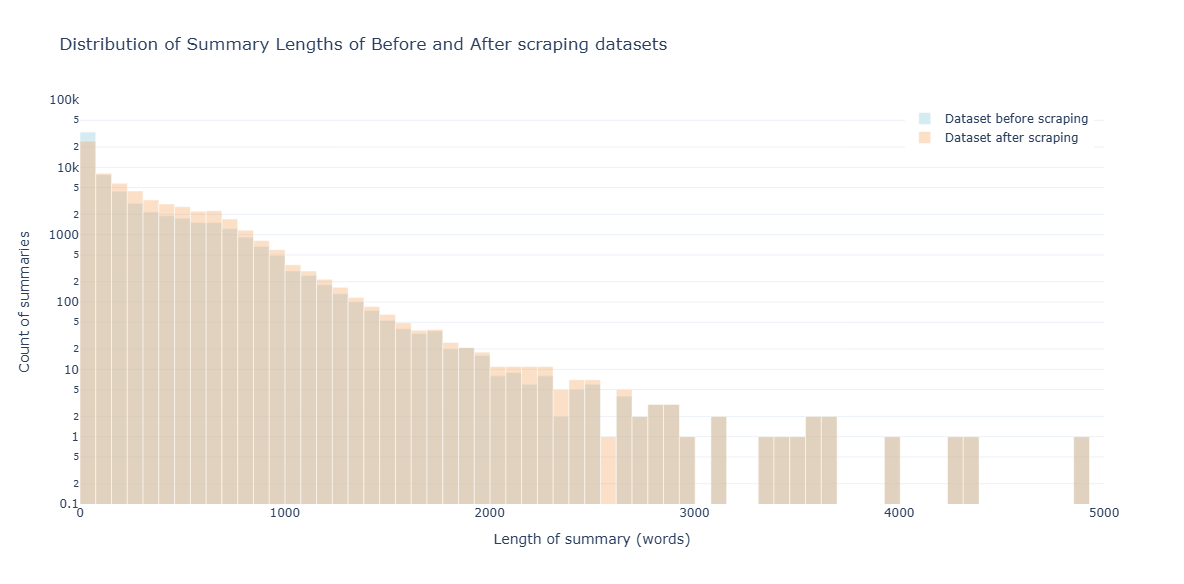 Distribution of Summary Lengths of Before and After scraping datasets
Dataset before scraping
Dataset after scraping
Count of summaries
100k
5
2
10k
5
2
1000
5
2
100
5
2
10
5
2
1
5
2
0.1
0 1000 2000 3000 4000 5000
Length of summary (words)